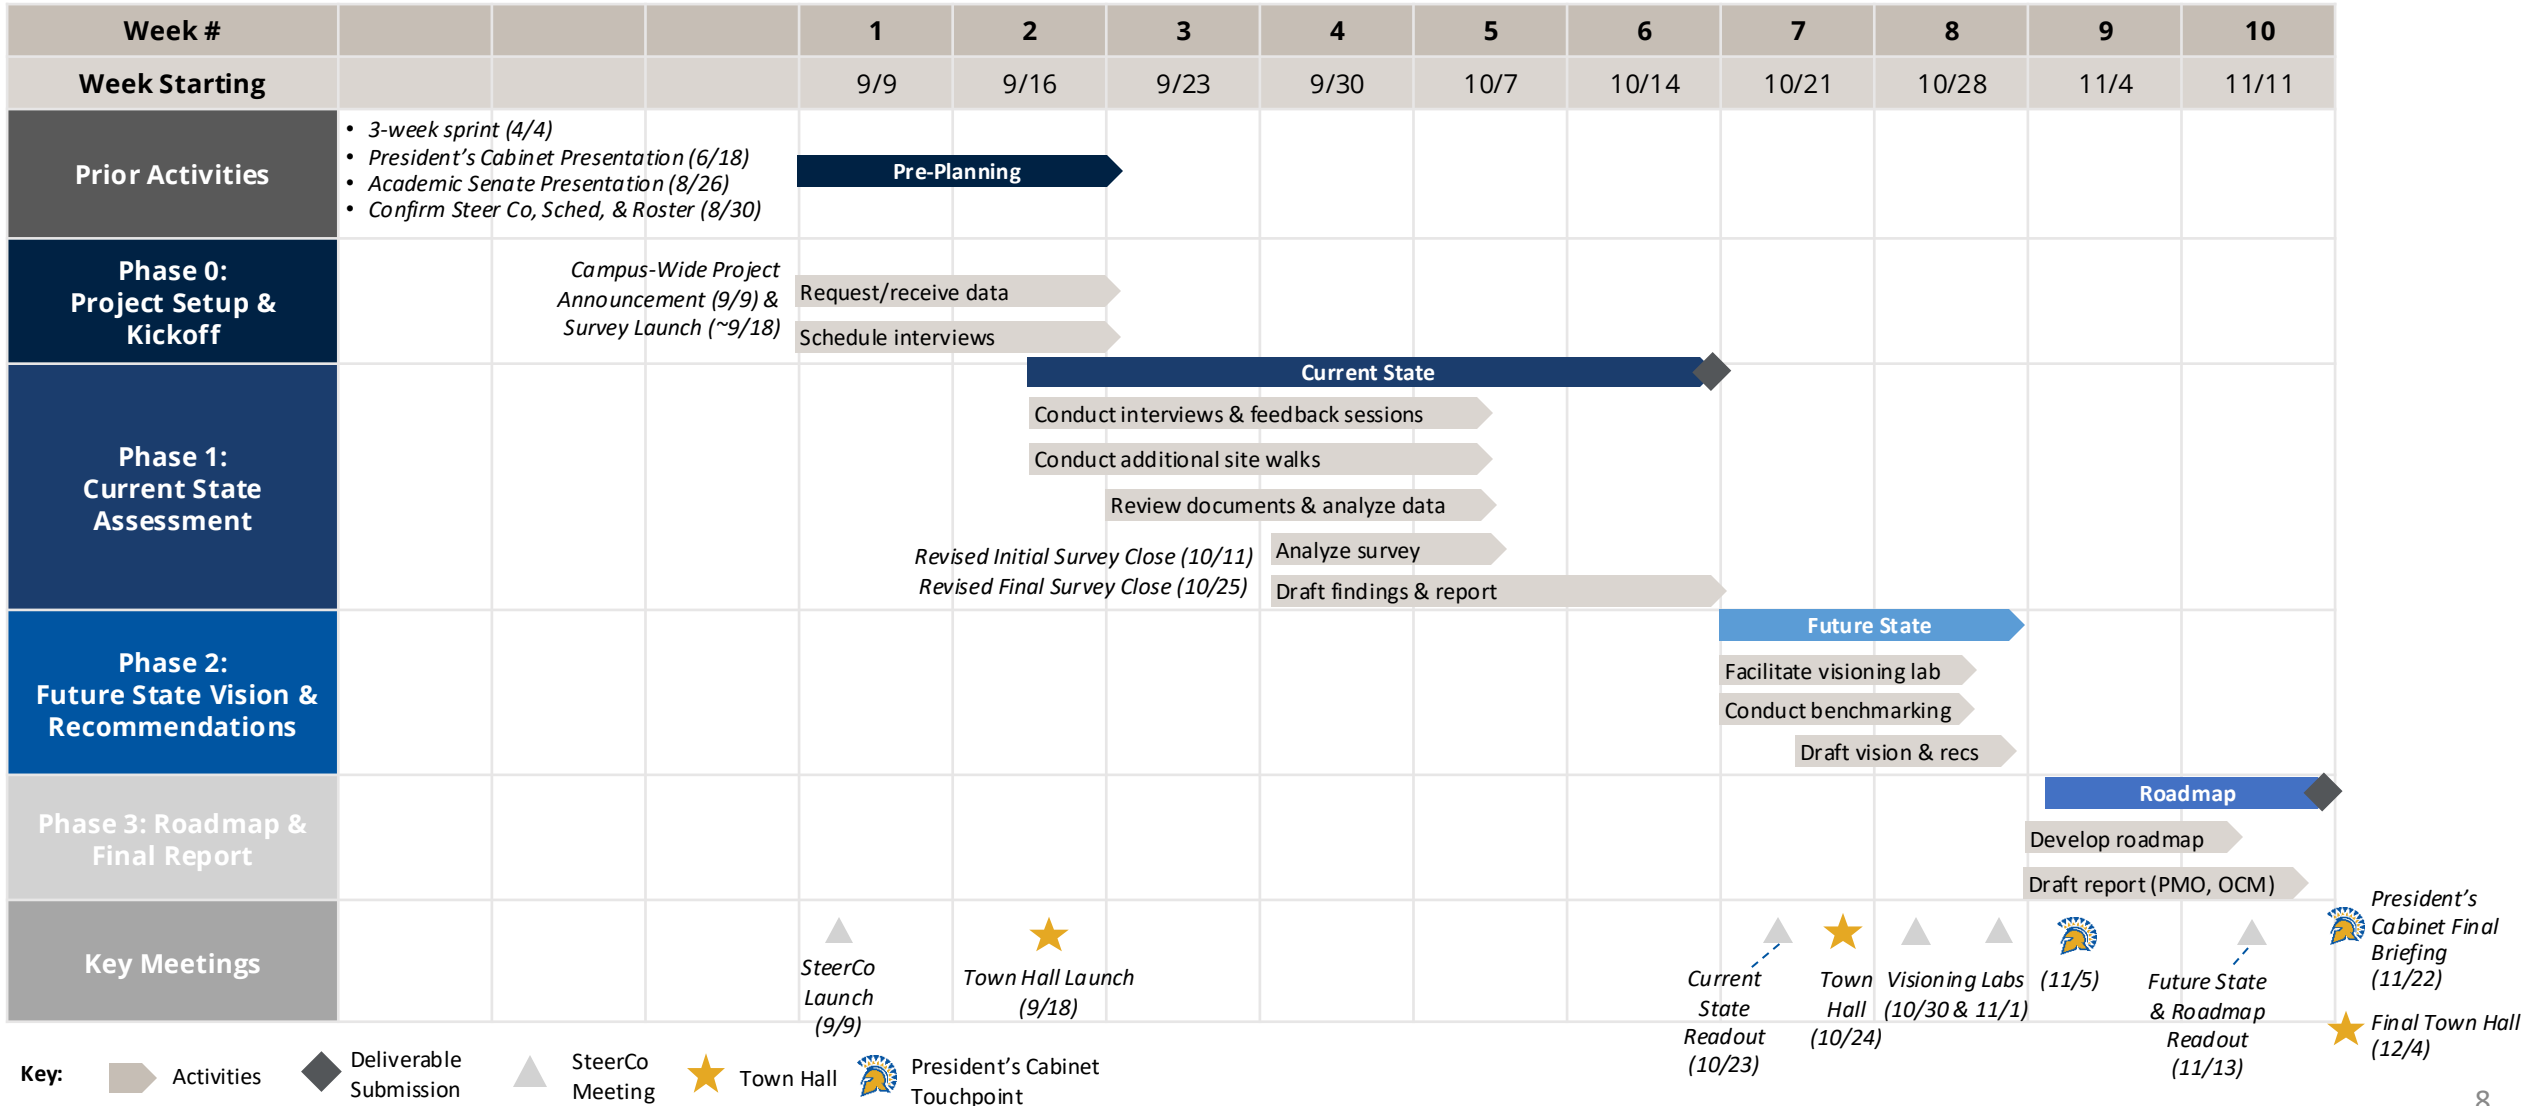 Week #
1 2 3 4 5 6 7 8 9 10
Week Starting
9/9 9/16 9/23 9/30 10/7 10/14 10/21 10/28 11/4 11/11
Prior Activities
• 3-week sprint (4/4)
• President's Cabinet Presentation (6/18)
• Academic Senate Presentation (8/26)
• Confirm Steer Co, Sched, & Roster (8/30)
Pre-Planning
Phase 0:
Project Setup &
Kickoff
Campus-Wide Project
Announcement (9/9) &
Survey Launch (~9/18)
Request/receive data
Schedule interviews
Phase 1:
Current State
Assessment
Current State
Conduct interviews & feedback sessions
Conduct additional site walks
Review documents & analyze data
Revised Initial Survey Close (10/11)
Revised Final Survey Close (10/25)
Analyze survey
Draft findings & report
Phase 2:
Future State Vision &
Recommendations
Future State
Facilitate visioning lab
Conduct benchmarking
Draft vision & recs
Phase 3: Roadmap &
Final Report
Roadmap
Develop roadmap
Draft report (PMO, OCM)
Key Meetings
SteerCo
Launch
(9/9)
Town Hall Launch
(9/18)
Current
State
Readout
(10/23)
Town
Hall
(10/24)
Visioning Labs
(10/30 & 11/1)
(11/5)
Future State
& Roadmap
Readout
(11/13)
President's
Cabinet Final
Briefing
(11/22)
Final Town Hall
(12/4)
Key:
Activities
Deliverable
Submission
SteerCo
Meeting
Town Hall
President's Cabinet
Touchpoint
8